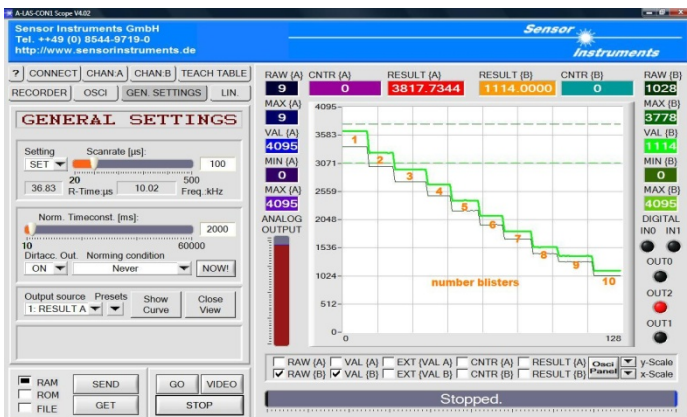 A-LAS-CON1 Scope V4.02
Sensor Instruments GmbH
Tel. ++49 (0) 8544-9719-0
http://www.sensorinstruments.de
Sensor
Instruments
? CONNECT CHAN:A CHAN:B TEACH TABLE
RECORDER OSCI GEN. SETTINGS LIN.
GENERAL SETTINGS
Setting Scanrate [µs]:
SET 100
20 500
36.83 R-Time:µs 10.02 Freq.:kHz
Norm. Timeconst. [ms]:
2000
10 60000
Dirtacc. Out. Norming condition
ON Never NOW!
Output source Presets Show Curve Close View
1: RESULT A
RAM SEND GO VIDEO
ROM
FILE GET STOP
RAW {A} CNTR {A} RESULT {A} RESULT {B} CNTR {B} RAW {B}
9 0 3817.7344 1114.0000 0 1028
MAX {A}
9
VAL {A}
4095
MIN {A}
0
MAX {A}
4095
ANALOG
OUTPUT
4095
3583
3071
2559
2048
1536
1024
512
0
0 128
1
2
3
4
5
6
7
8
9
10
number blisters
MAX {B}
3778
VAL {B}
1114
MIN {B}
0
MAX {B}
4095
DIGITAL
IN0 IN1
OUT0
OUT2
OUT1
RAW {A} VAL {A} EXT {VAL A} CNTR {A} RESULT {A} Osci y-Scale
RAW {B} VAL {B} EXT {VAL B} CNTR {B} RESULT {B} Panel x-Scale
Stopped.